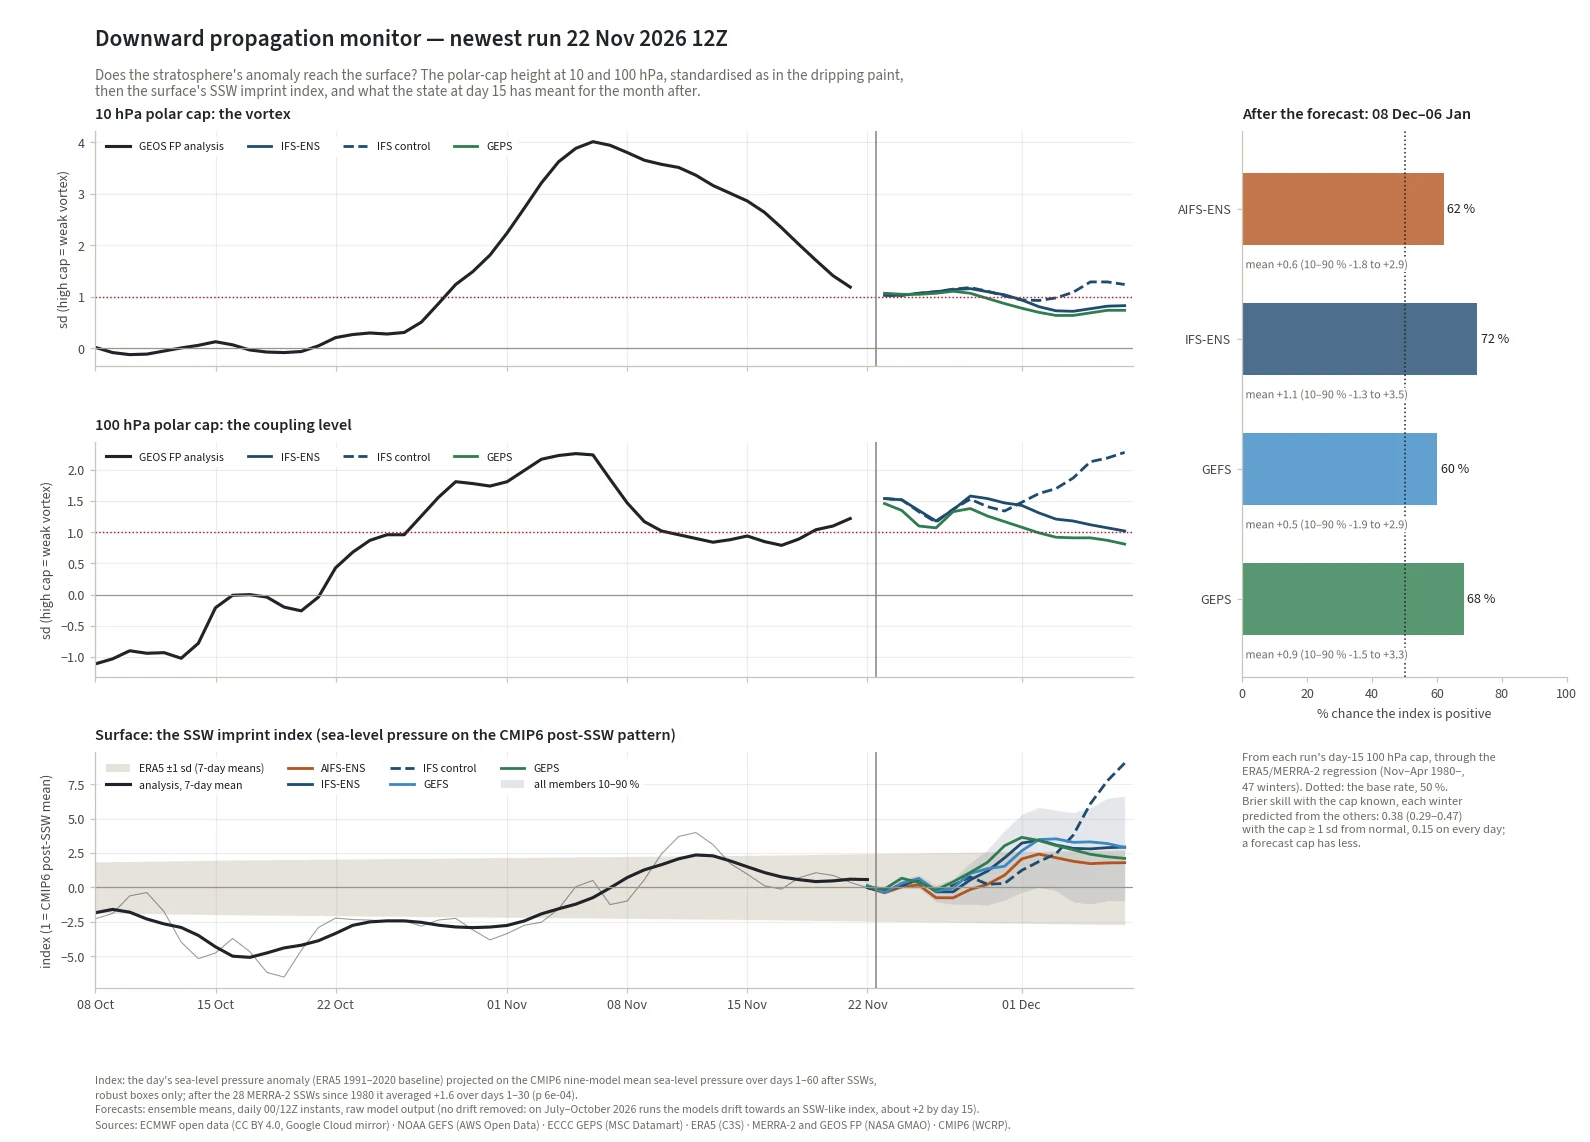 Downward propagation monitor — newest run 22 Nov 2026 12Z
Does the stratosphere's anomaly reach the surface? The polar-cap height at 10 and 100 hPa, standardised as in the dripping paint,
then the surface's SSW imprint index, and what the state at day 15 has meant for the month after.
10 hPa polar cap: the vortex
GEOS FP analysis
IFS-ENS
IFS control
GEPS
sd (high cap = weak vortex)
4
3
2
1
0
100 hPa polar cap: the coupling level
GEOS FP analysis
IFS-ENS
IFS control
GEPS
sd (high cap = weak vortex)
2.0
1.5
1.0
0.5
0.0
−0.5
−1.0
Surface: the SSW imprint index (sea-level pressure on the CMIP6 post-SSW pattern)
ERA5 ±1 sd (7-day means)
AIFS-ENS
IFS control
GEPS
analysis, 7-day mean
IFS-ENS
GEFS
all members 10–90 %
index (1 = CMIP6 post-SSW mean)
7.5
5.0
2.5
0.0
−2.5
−5.0
08 Oct
15 Oct
22 Oct
01 Nov
08 Nov
15 Nov
22 Nov
01 Dec
After the forecast: 08 Dec–06 Jan
AIFS-ENS
62 %
mean +0.6 (10–90 % -1.8 to +2.9)
IFS-ENS
72 %
mean +1.1 (10–90 % -1.3 to +3.5)
GEFS
60 %
mean +0.5 (10–90 % -1.9 to +2.9)
GEPS
68 %
mean +0.9 (10–90 % -1.5 to +3.3)
0
20
40
60
80
100
% chance the index is positive
From each run's day-15 100 hPa cap, through the
ERA5/MERRA-2 regression (Nov–Apr 1980–,
47 winters). Dotted: the base rate, 50 %.
Brier skill with the cap known, each winter
predicted from the others: 0.38 (0.29–0.47)
with the cap ≥ 1 sd from normal, 0.15 on every day;
a forecast cap has less.
Index: the day's sea-level pressure anomaly (ERA5 1991–2020 baseline) projected on the CMIP6 nine-model mean sea-level pressure over days 1–60 after SSWs,
robust boxes only; after the 28 MERRA-2 SSWs since 1980 it averaged +1.6 over days 1–30 (p 6e-04).
Forecasts: ensemble means, daily 00/12Z instants, raw model output (no drift removed: on July–October 2026 runs the models drift towards an SSW-like index, about +2 by day 15).
Sources: ECMWF open data (CC BY 4.0, Google Cloud mirror) · NOAA GEFS (AWS Open Data) · ECCC GEPS (MSC Datamart) · ERA5 (C3S) · MERRA-2 and GEOS FP (NASA GMAO) · CMIP6 (WCRP).